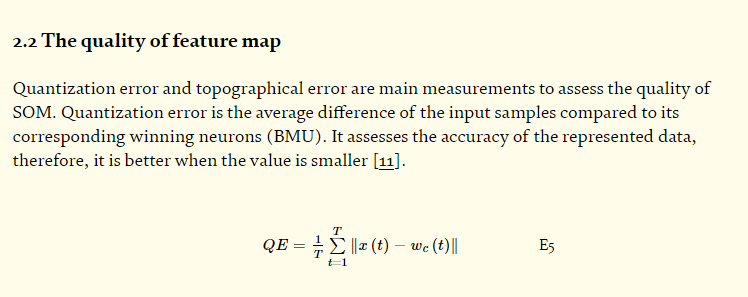 2.2 The quality of feature map
Quantization error and topographical error are main measurements to assess the quality of
SOM. Quantization error is the average difference of the input samples compared to its
corresponding winning neurons (BMU). It assesses the accuracy of the represented data,
therefore, it is better when the value is smaller [11].
QE = 1/T ∑_{t=1}^{T} ‖x (t) − w_c (t)‖ E5